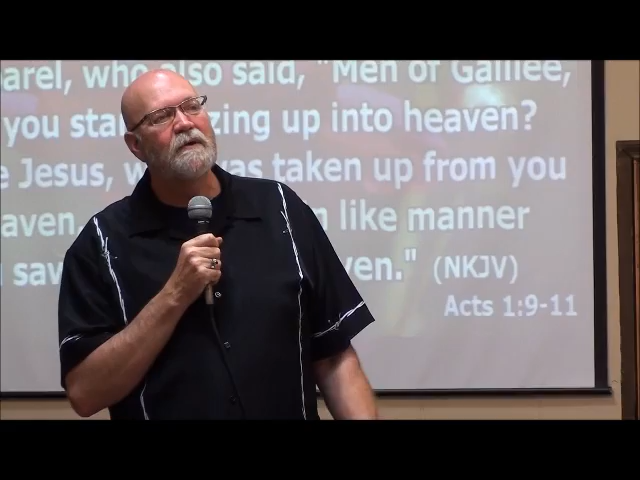 arel, who also said, "Men of Galilee,
you sta zing up into heaven?
e Jesus, w as taken up from you
aven. n like manner
saw ven." (NKJV)
Acts 1:9-11